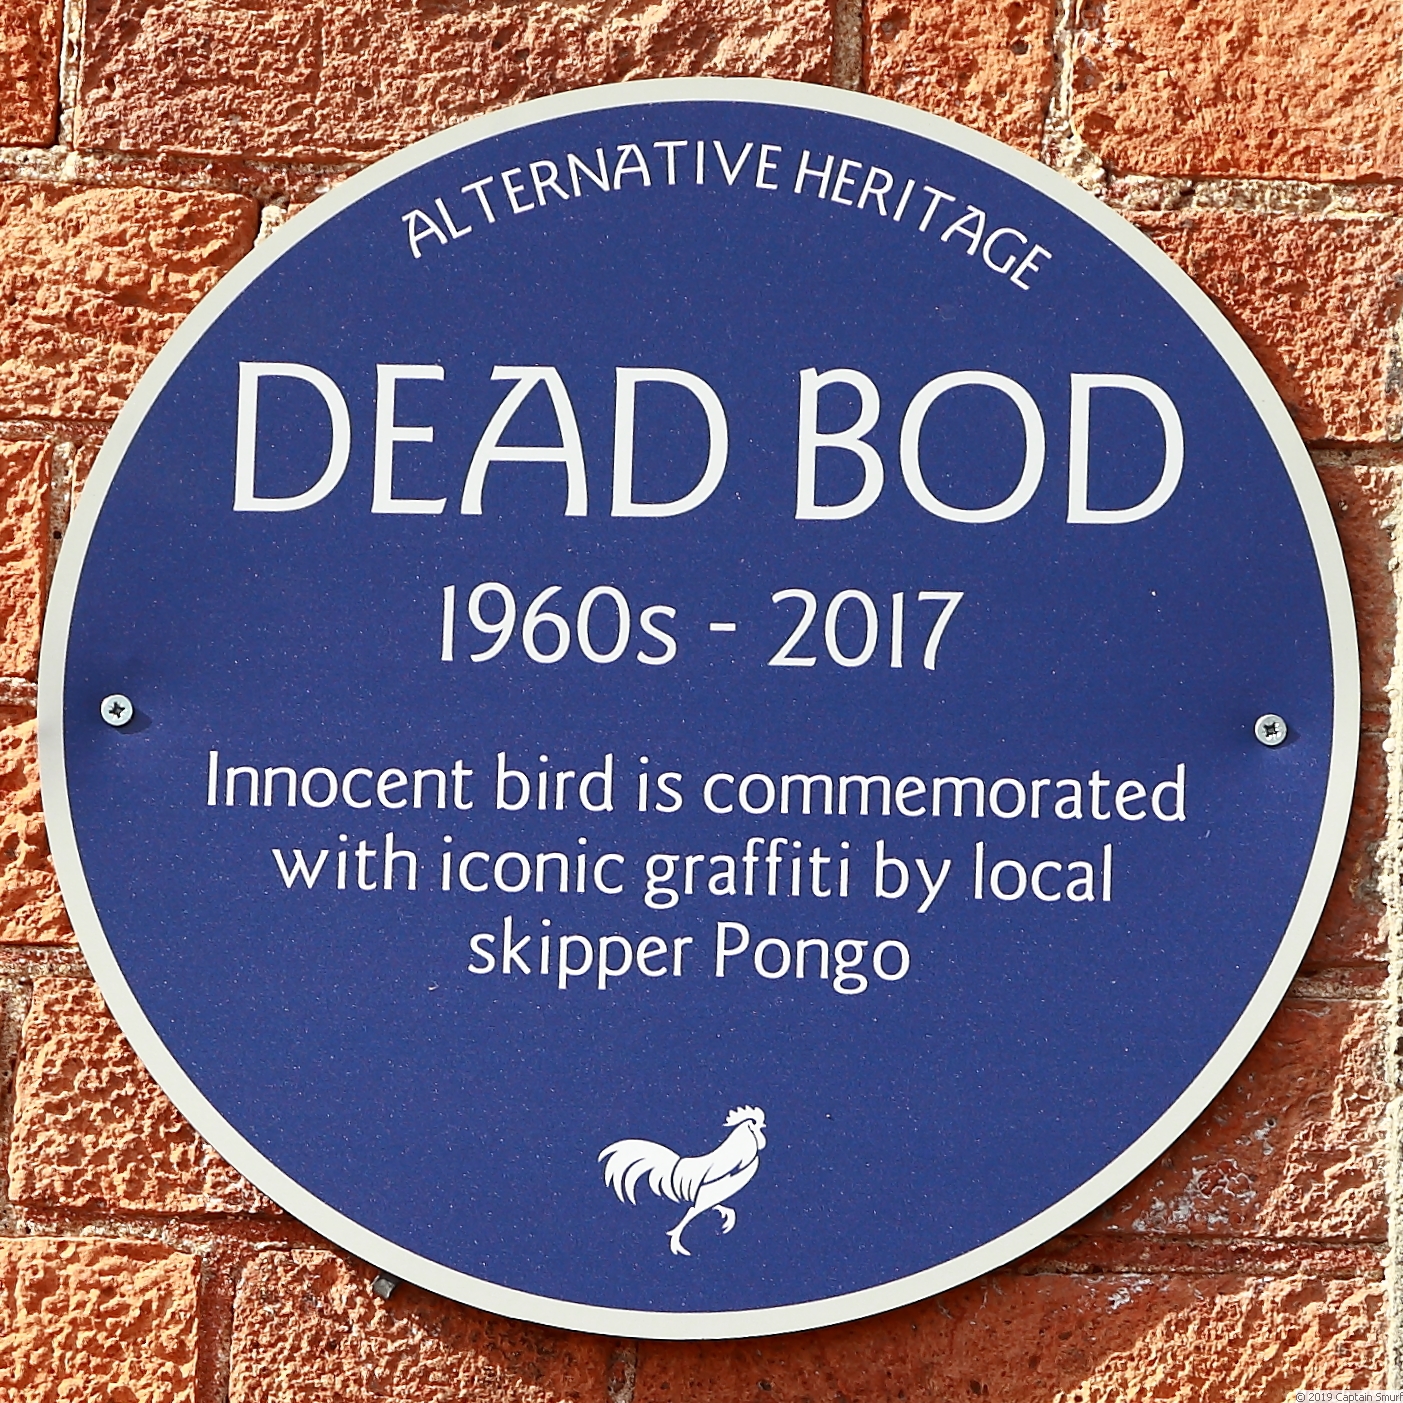 ALTERNATIVE HERITAGE
DEAD BOD
1960s - 2017
Innocent bird is commemorated
with iconic graffiti by local
skipper Pongo
© 2019 Captain Smurf